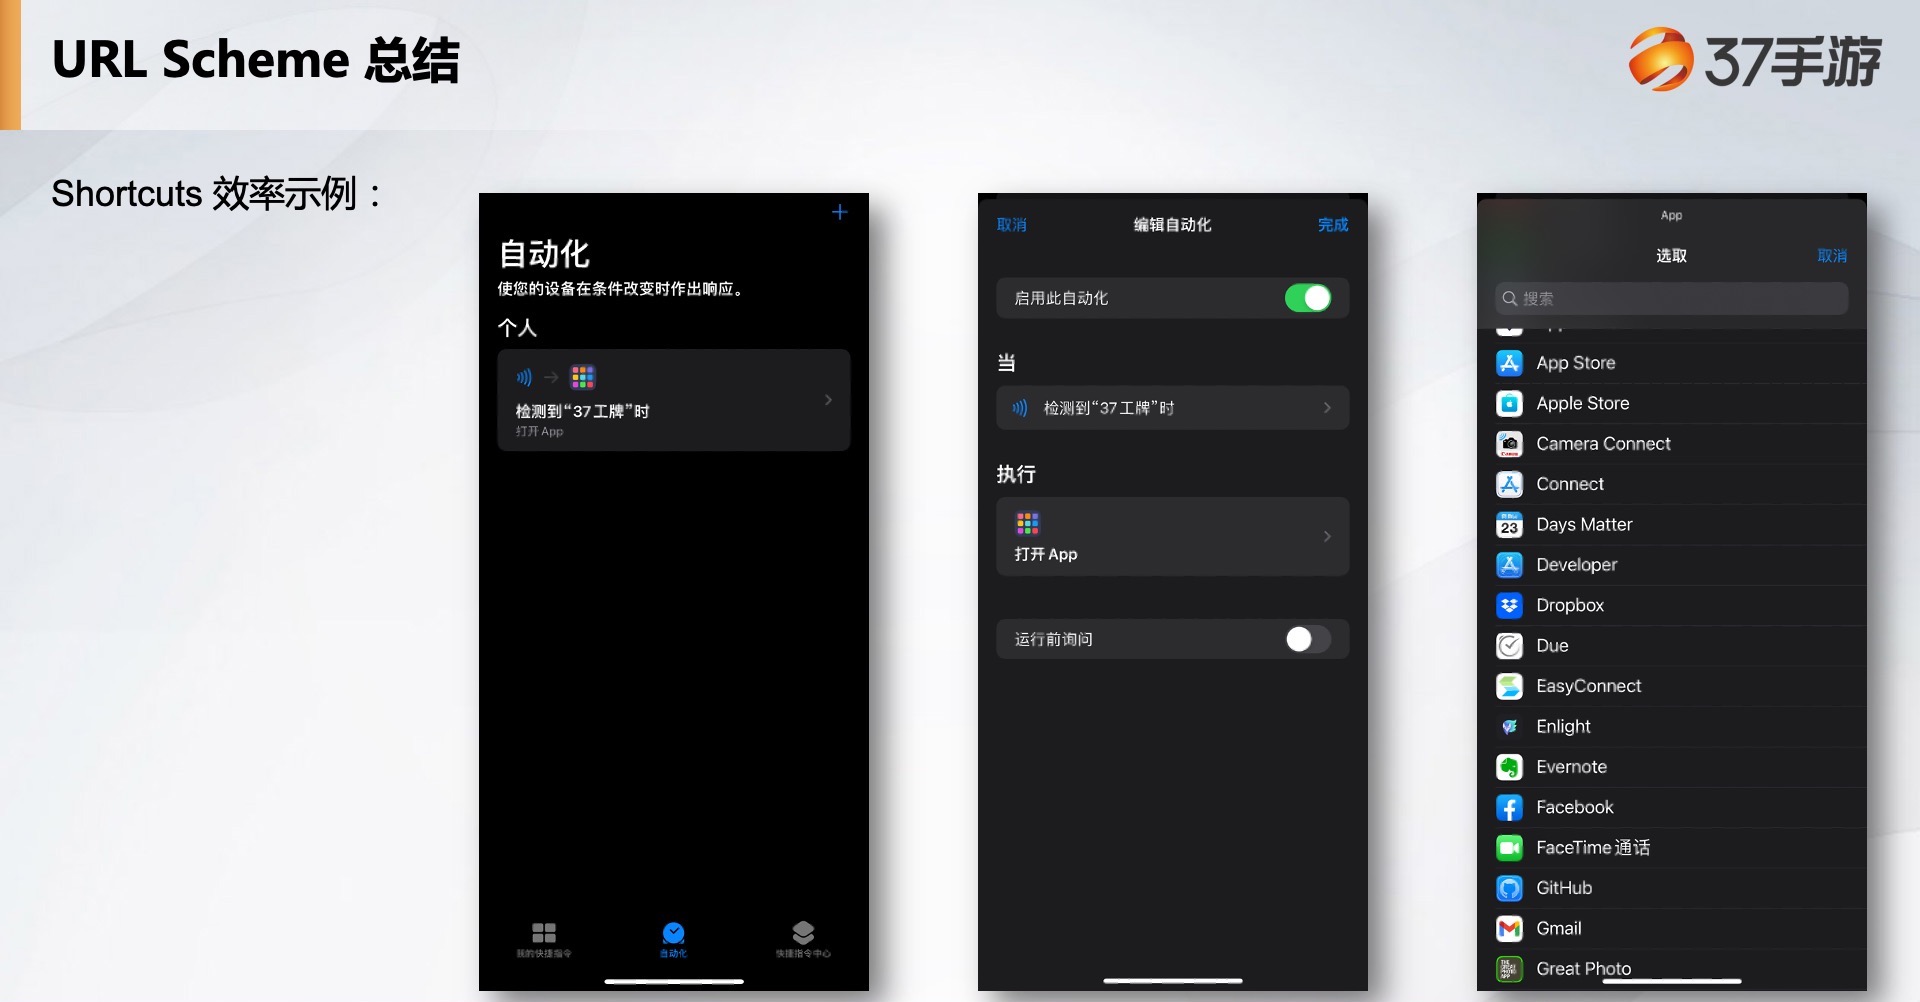 URL Scheme 总结
37手游
Shortcuts 效率示例：
自动化
使您的设备在条件改变时作出响应。
个人
检测到“37工牌”时
打开 App
我的快捷指令
自动化
快捷指令中心
取消
编辑自动化
完成
启用此自动化
当
检测到“37工牌”时
执行
打开 App
运行前询问
App
选取
取消
搜索
App Store
Apple Store
Camera Connect
Connect
Days Matter
23
Developer
Dropbox
Due
EasyConnect
Enlight
Evernote
Facebook
FaceTime 通话
GitHub
Gmail
Great Photo